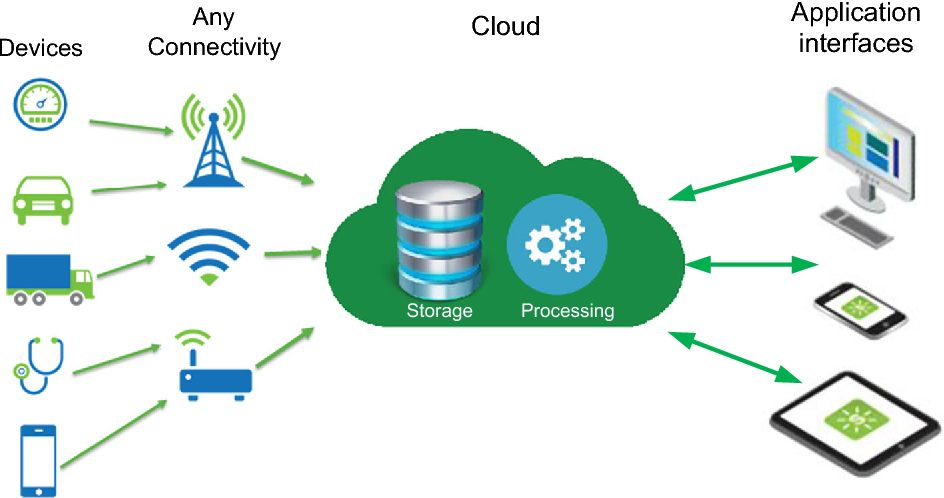 Devices
Any
Connectivity
Cloud
Application
interfaces
Storage
Processing
S
S